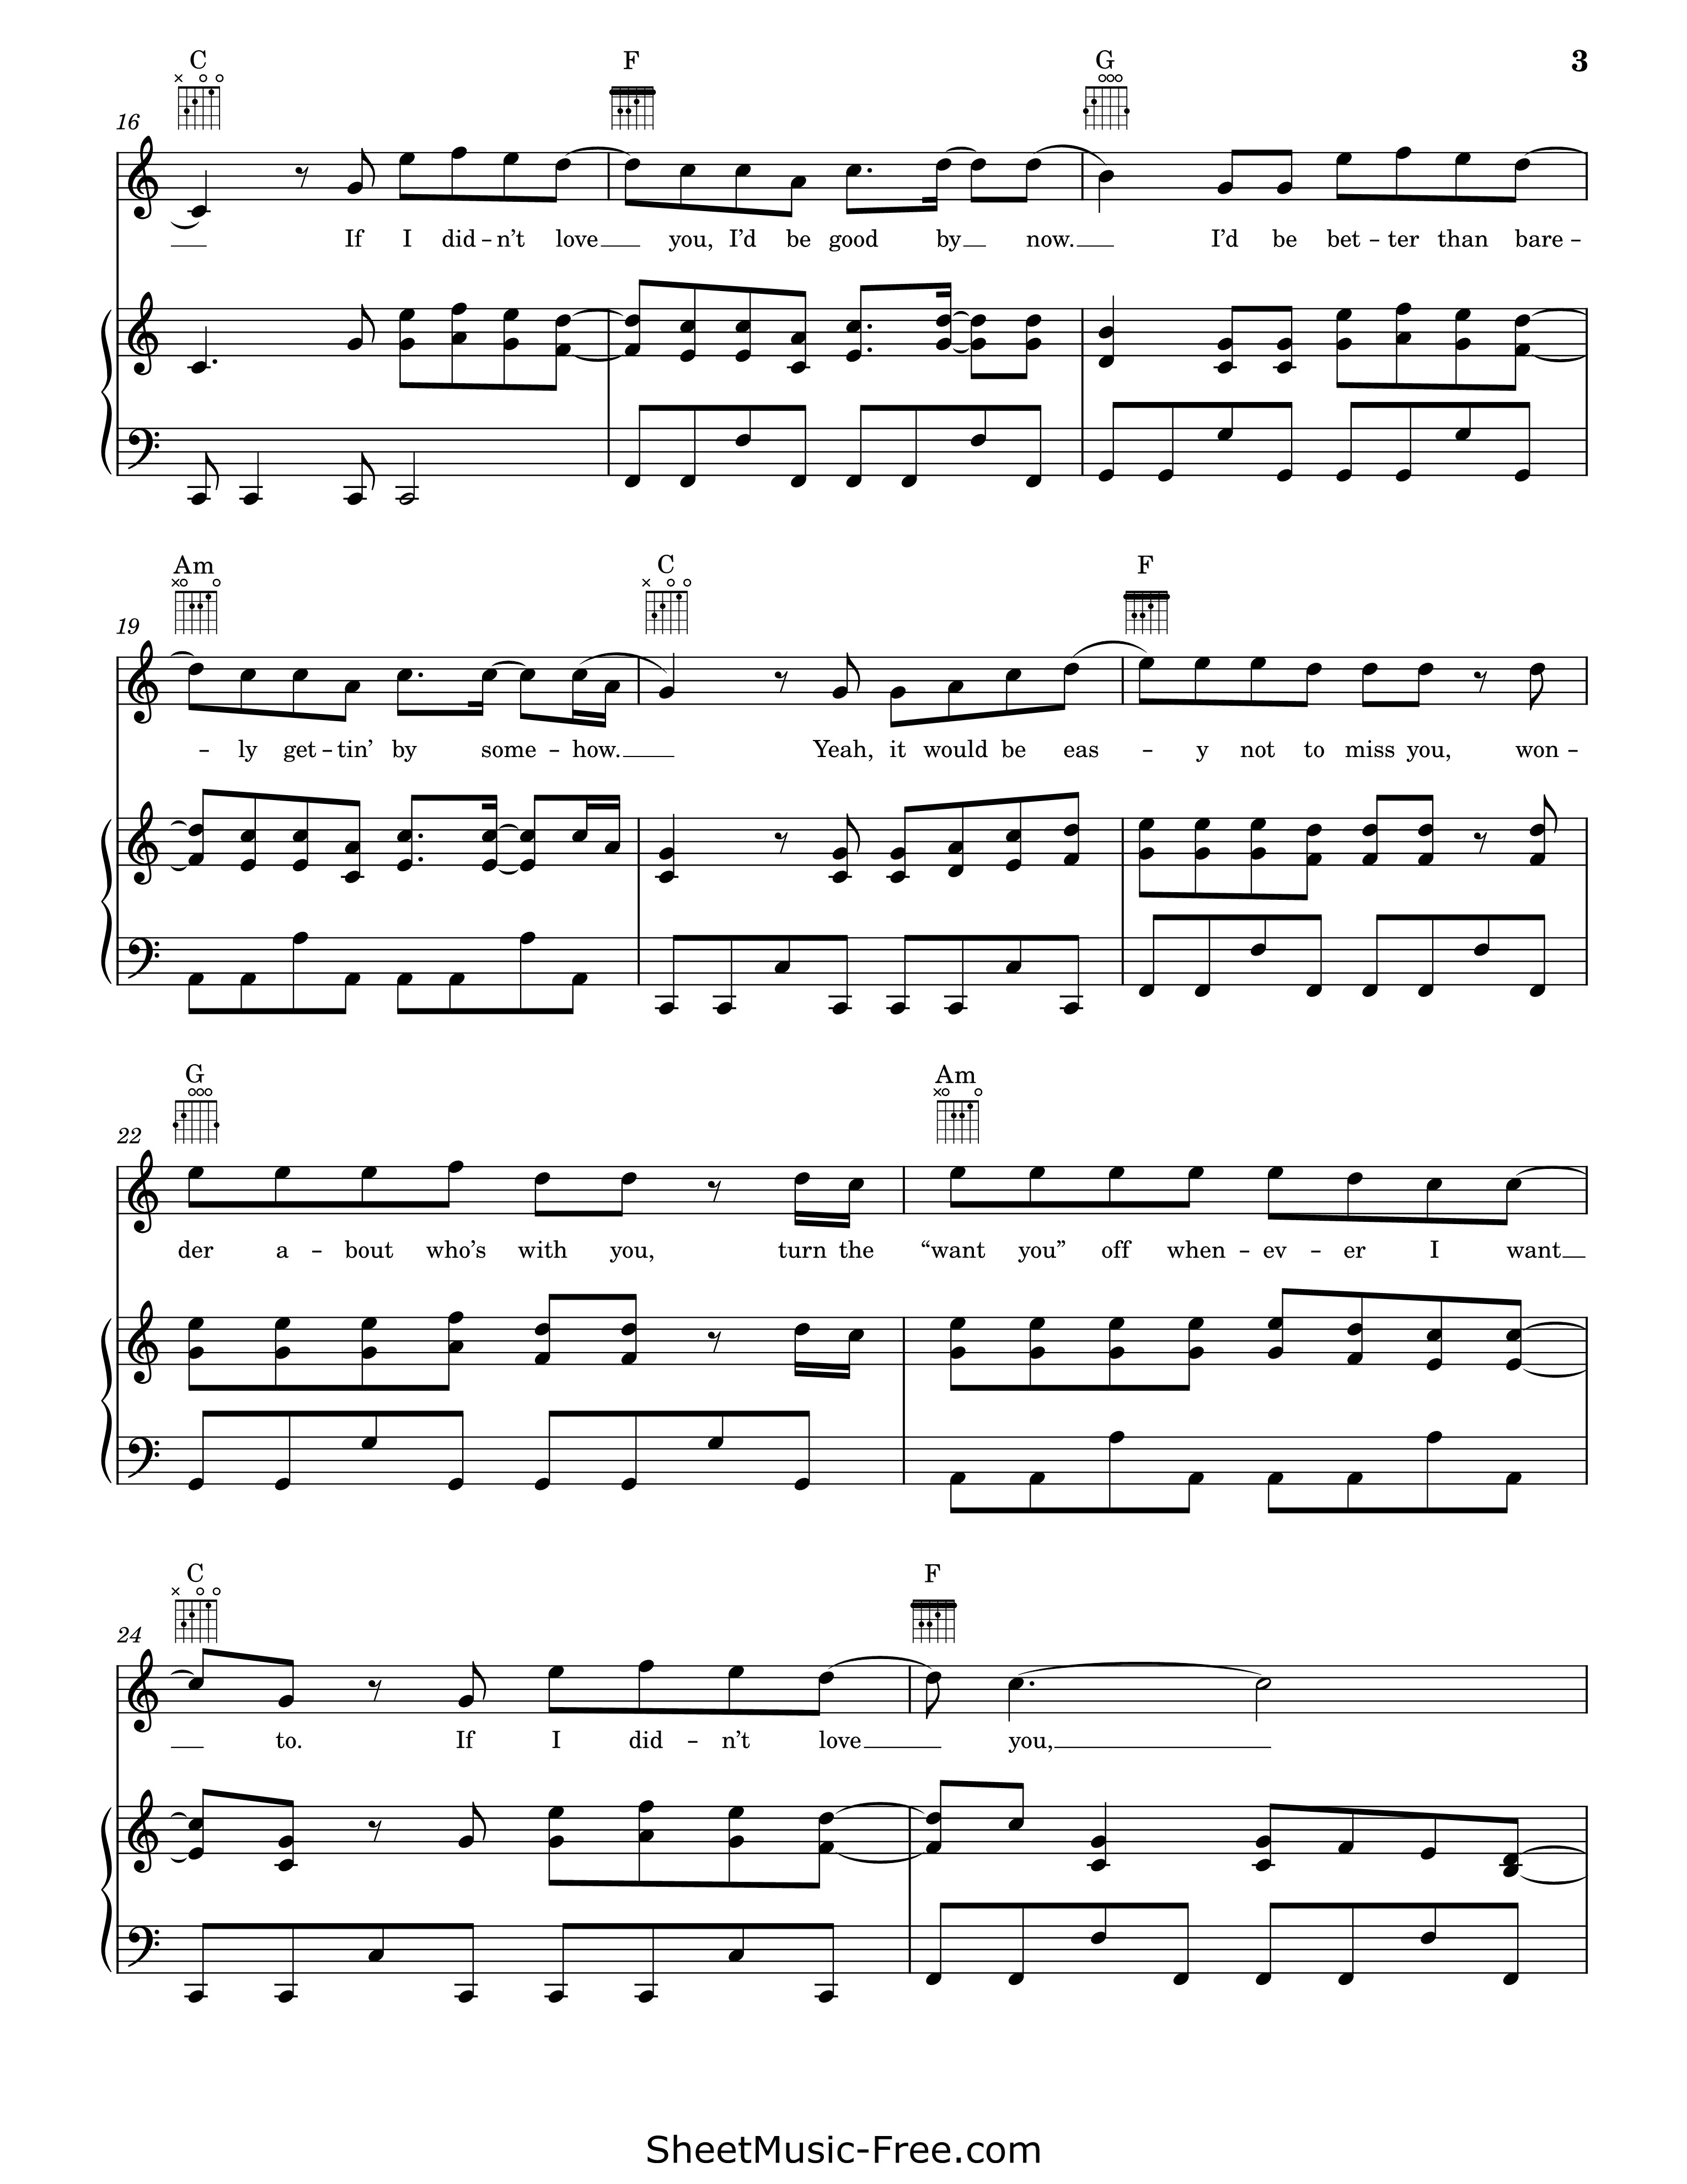 C F G 3
16
If I did – n’t love you, I’d be good by now. I’d be bet – ter than bare –
Am C F
19
– ly get – tin’ by some – how. Yeah, it would be eas – y not to miss you, won –
G Am
22
der a – bout who’s with you, turn the “want you” off when – ev – er I want
C F
24
to. If I did – n’t love you,
SheetMusic-Free.com